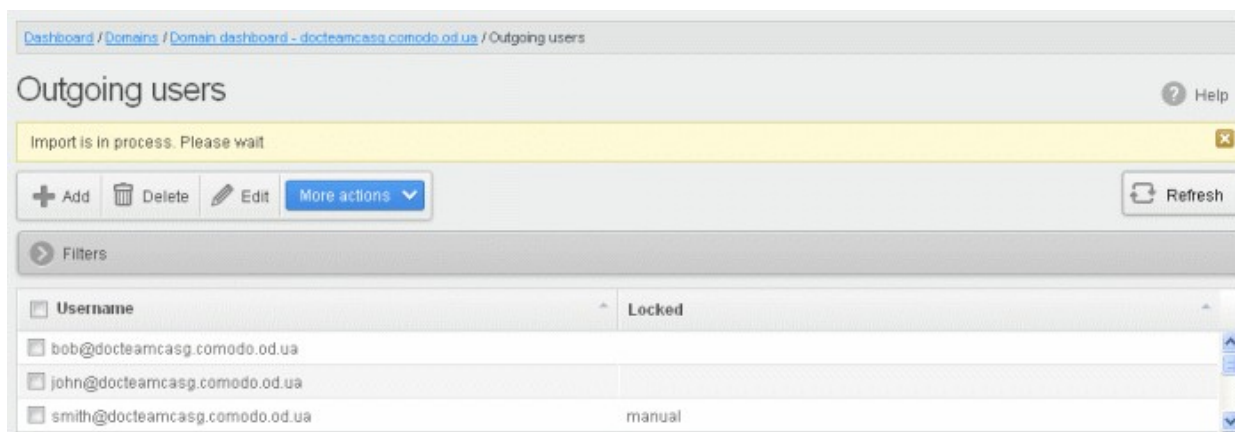 Dashboard / Domains / Domain dashboard - docteamcasg.comodo.od.ua / Outgoing users
Outgoing users
Help
Import is in process. Please wait
Add Delete Edit More actions
Refresh
Filters
Username Locked
bob@docteamcasg.comodo.od.ua
john@docteamcasg.comodo.od.ua
smith@docteamcasg.comodo.od.ua manual